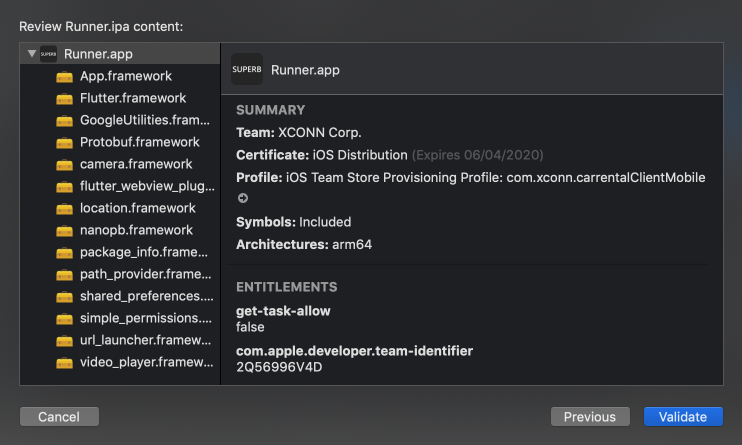 Review Runner.ipa content:
SUPERB Runner.app
App.framework
Flutter.framework
GoogleUtilities.fram...
Protobuf.framework
camera.framework
flutter_webview_plug...
location.framework
nanopb.framework
package_info.framew...
path_provider.frame...
shared_preferences....
simple_permissions....
url_launcher.framew...
video_player.framew...
SUPERB Runner.app
SUMMARY
Team: XCONN Corp.
Certificate: iOS Distribution (Expires 06/04/2020)
Profile: iOS Team Store Provisioning Profile: com.xconn.carrentalClientMobile
Symbols: Included
Architectures: arm64
ENTITLEMENTS
get-task-allow
false
com.apple.developer.team-identifier
2Q56996V4D
Cancel
Previous
Validate